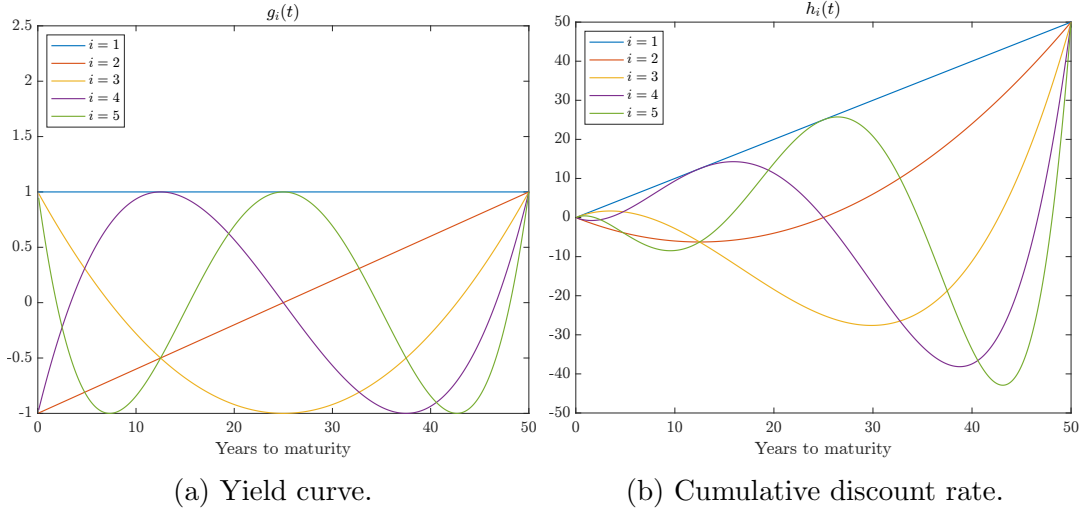 g_i(t)
2.5
2
1.5
1
0.5
0
-0.5
-1
i = 1
i = 2
i = 3
i = 4
i = 5
0 10 20 30 40 50
Years to maturity
(a) Yield curve.
h_i(t)
50
40
30
20
10
0
-10
-20
-30
-40
-50
i = 1
i = 2
i = 3
i = 4
i = 5
0 10 20 30 40 50
Years to maturity
(b) Cumulative discount rate.